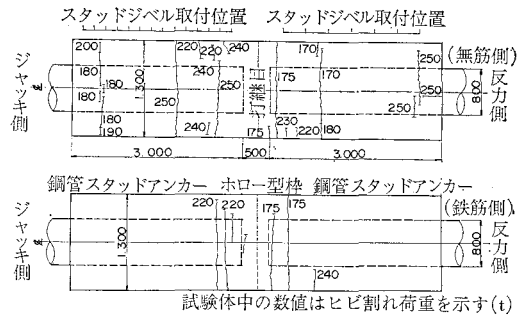 スタッドジベル取付位置 スタッドジベル取付位置
ジャッキ側
200 220 220 240 170 250
(無筋側)
180 180 240 250 175 170 250
180 1,300 250 打継目 250
反力側
800
180 190 240 175 230 220 180
3,000 500 3,000
鋼管スタッドアンカー ホロー型枠 鋼管スタッドアンカー
ジャッキ側
220 220 175 175
(鉄筋側)
1,300
反力側
800
240
試験体中の数値はヒビ割れ荷重を示す(t)